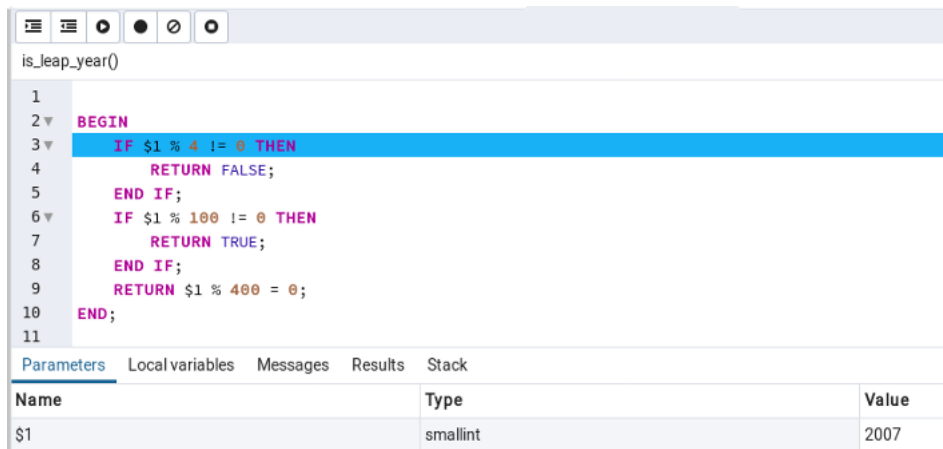 is_leap_year()
1
2 BEGIN
3 IF $1 % 4 != 0 THEN
4 RETURN FALSE;
5 END IF;
6 IF $1 % 100 != 0 THEN
7 RETURN TRUE;
8 END IF;
9 RETURN $1 % 400 = 0;
10 END;
11
Parameters Local variables Messages Results Stack
Name Type Value
$1 smallint 2007